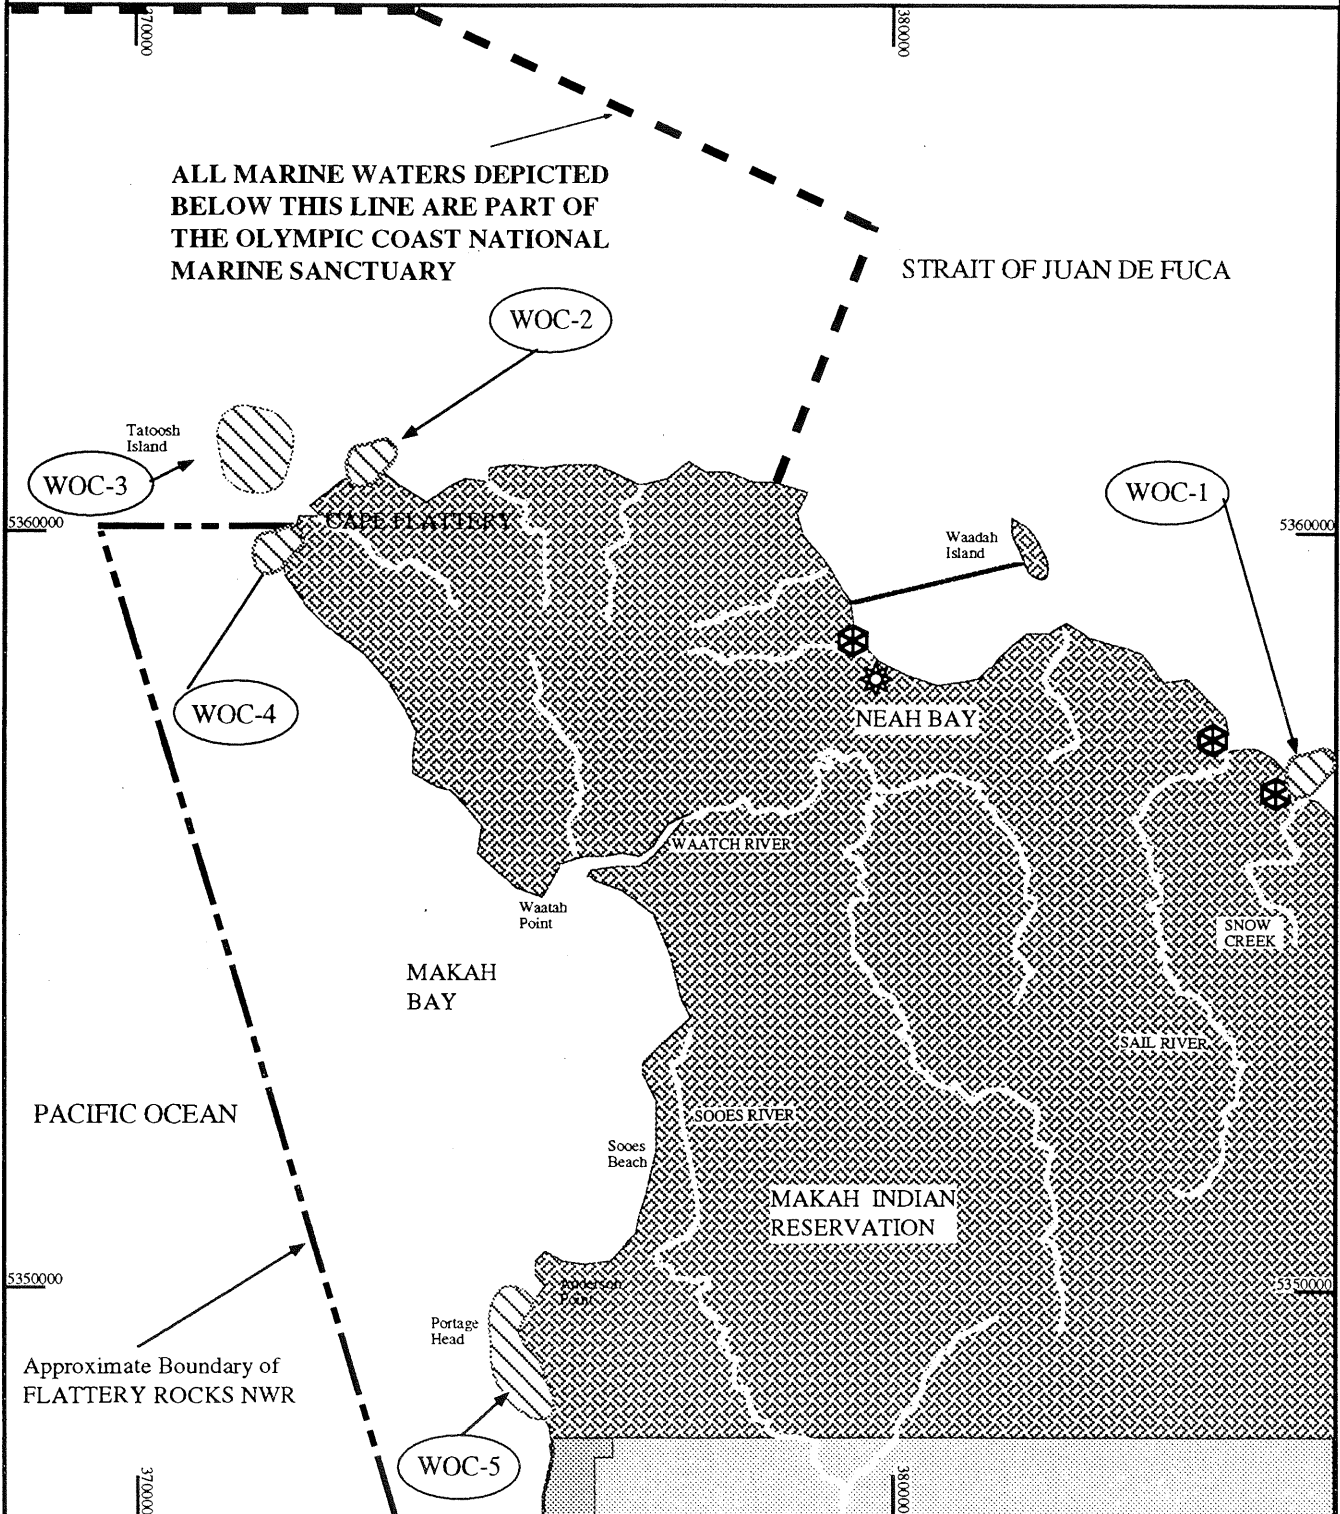 370000
380000
ALL MARINE WATERS DEPICTED
BELOW THIS LINE ARE PART OF
THE OLYMPIC COAST NATIONAL
MARINE SANCTUARY
STRAIT OF JUAN DE FUCA
WOC-2
Tatoosh
Island
WOC-3
WOC-1
5360000
CAPE FLATTERY
5360000
Waadah
Island
WOC-4
NEAH BAY
WAATCH RIVER
Waatah
Point
SNOW
CREEK
MAKAH
BAY
SAIL RIVER
PACIFIC OCEAN
SOOES RIVER
Sooes
Beach
MAKAH INDIAN
RESERVATION
5350000
Anderson
Point
5350000
Portage
Head
Approximate Boundary of
FLATTERY ROCKS NWR
WOC-5
370000
380000